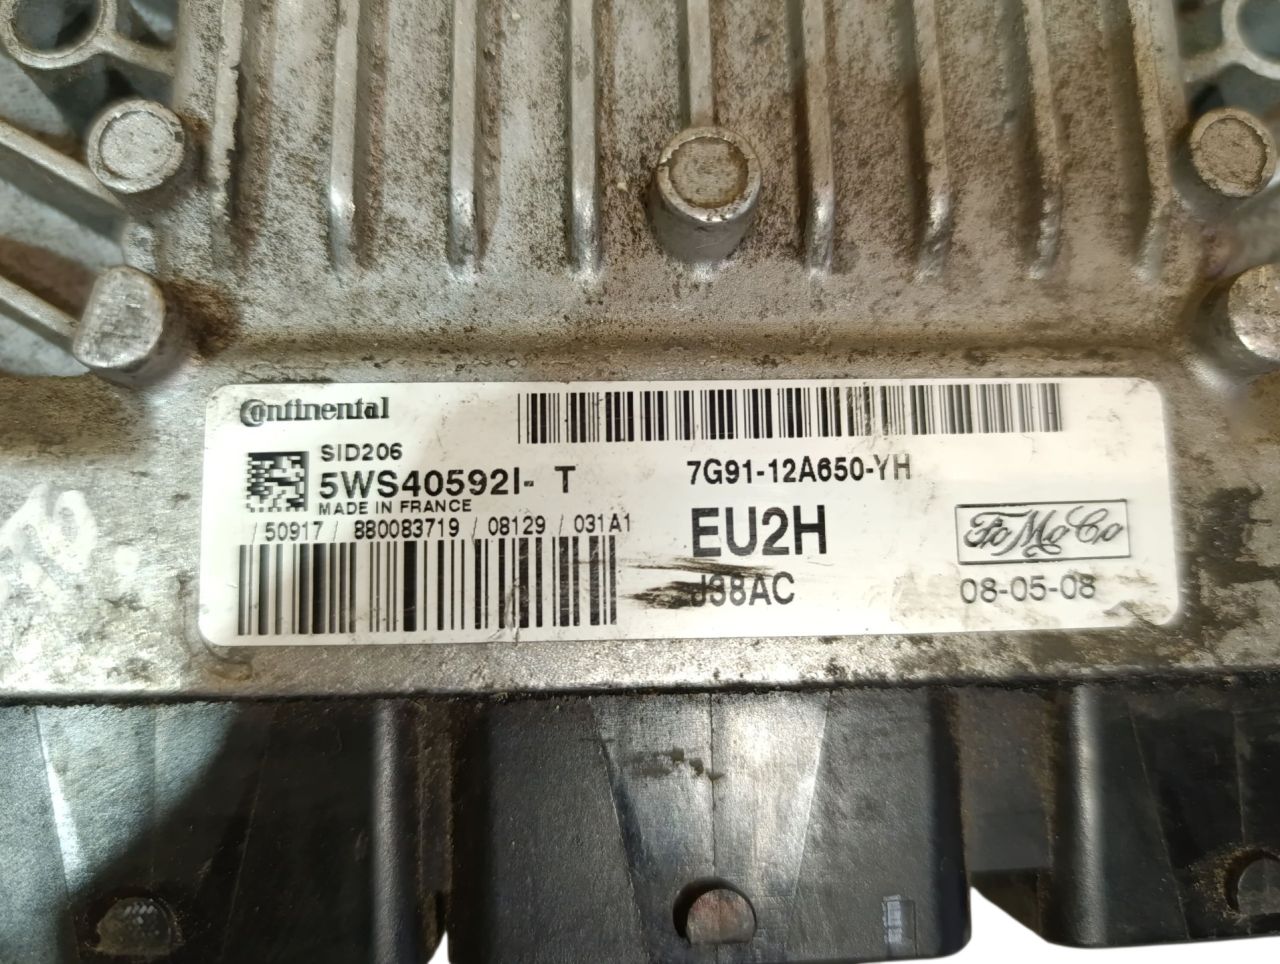 Continental
SID206
5WS40592I- T
MADE IN FRANCE
/ 50917 / 880083719 / 08129 / 031A1
7G91-12A650-YH
EU2H
J38AC
FoMoCo
08-05-08